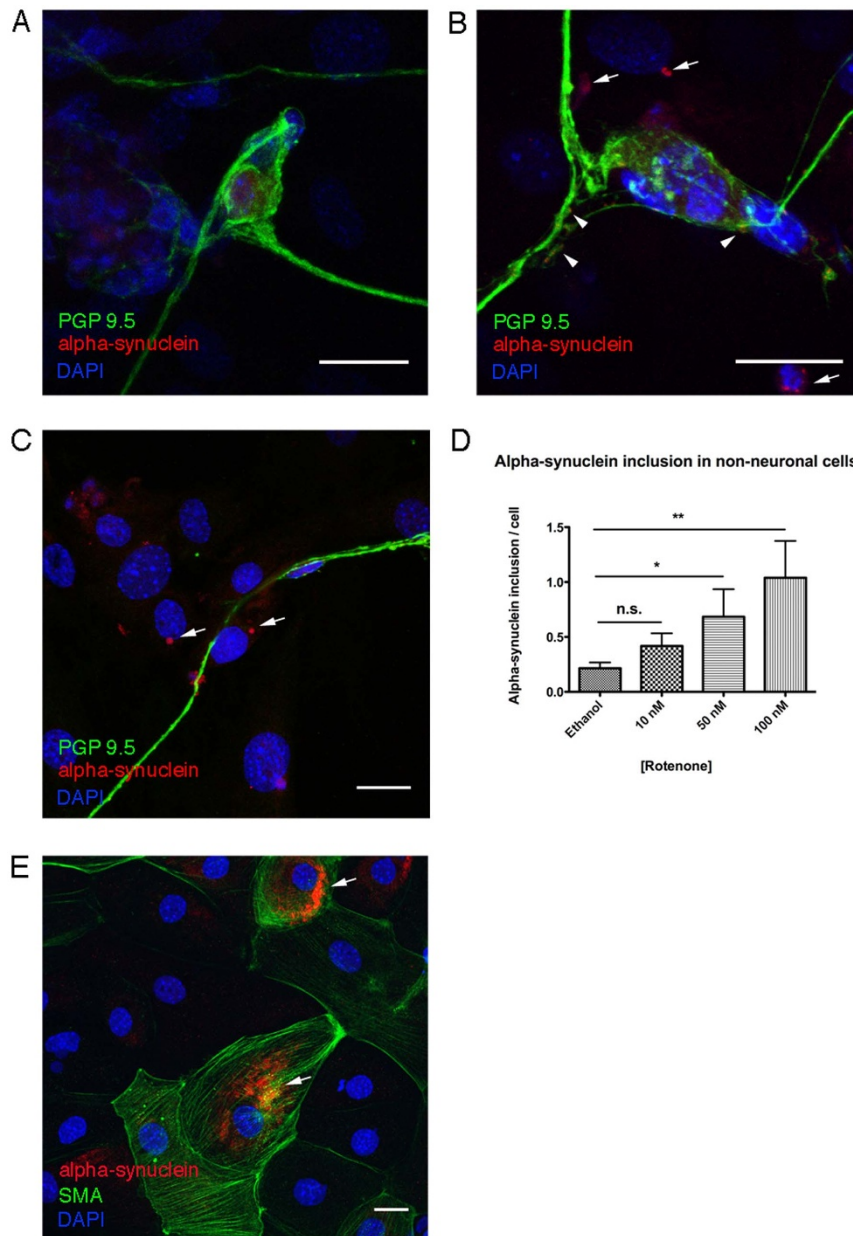 A
PGP 9.5
alpha-synuclein
DAPI
B
PGP 9.5
alpha-synuclein
DAPI
C
PGP 9.5
alpha-synuclein
DAPI
D
Alpha-synuclein inclusion in non-neuronal cells
Alpha-synuclein inclusion / cell
1.5
1.0
0.5
0.0
**
*
n.s.
Ethanol
10 nM
50 nM
100 nM
[Rotenone]
E
alpha-synuclein
SMA
DAPI